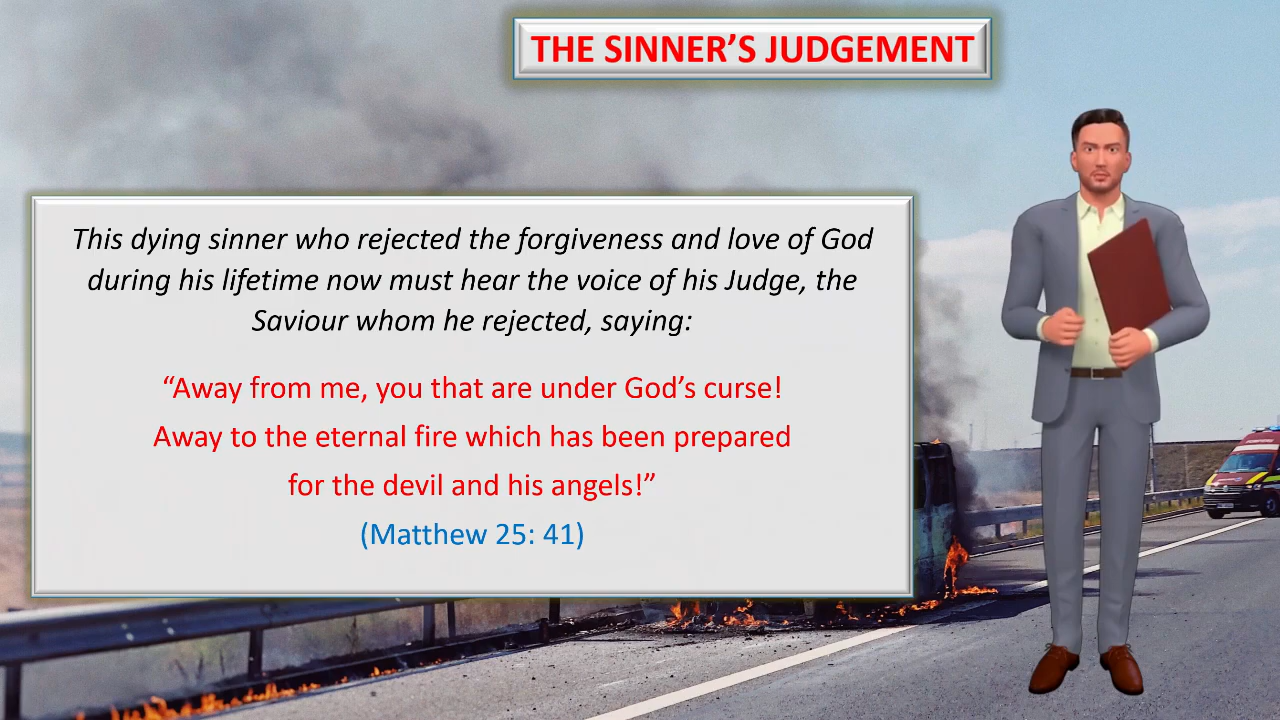 THE SINNER’S JUDGEMENT
This dying sinner who rejected the forgiveness and love of God
during his lifetime now must hear the voice of his Judge, the
Saviour whom he rejected, saying:
“Away from me, you that are under God’s curse!
Away to the eternal fire which has been prepared
for the devil and his angels!”
(Matthew 25: 41)